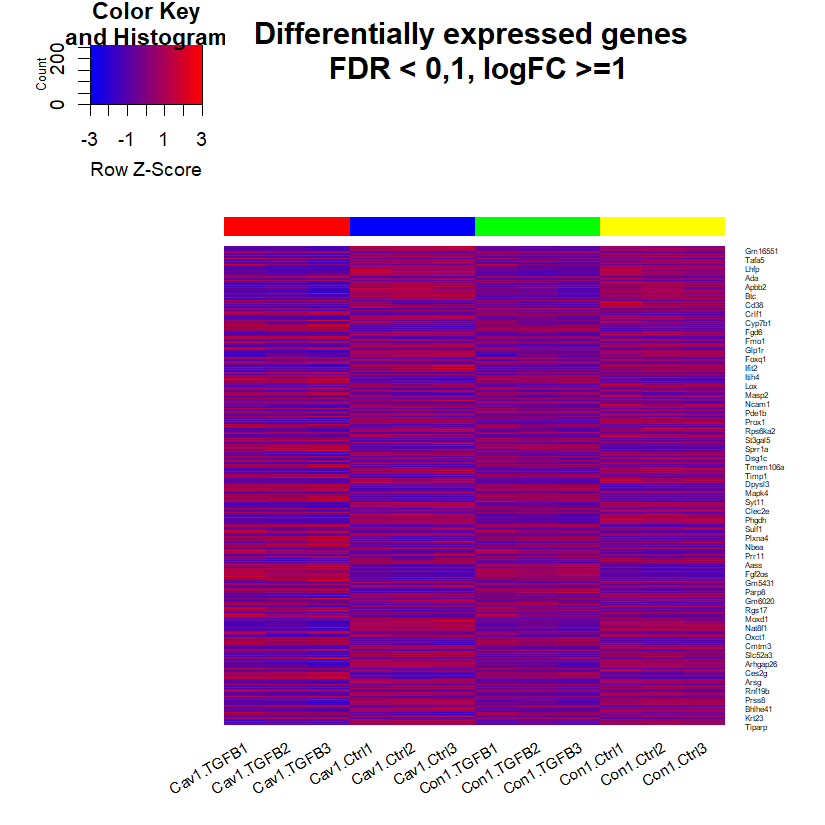 Color Key
and Histogram
Differentially expressed genes
FDR < 0,1, logFC >=1
Count
0 200
-3 -1 1 3
Row Z-Score
Gm16551
Tafa5
Lhfp
Ada
Apbb2
Btc
Cd38
Crlf1
Cyp7b1
Fgd6
Fmo1
Glp1r
Foxq1
Ifit2
Itih4
Lox
Masp2
Ncam1
Pde1b
Prox1
Rps6ka2
St3gal5
Sprr1a
Dsg1c
Tmem106a
Timp1
Dpysl3
Mapk4
Syt11
Clec2e
Phgdh
Sulf1
Plxna4
Nbea
Prr11
Aass
Fgf2os
Gm5431
Parp8
Gm6020
Rgs17
Moxd1
Nat8f1
Oxct1
Cmtm3
Slc52a3
Arhgap26
Ces2g
Arsg
Rnf19b
Prss8
Bhlhe41
Krt23
Tiparp
Cav1.TGFB1
Cav1.TGFB2
Cav1.TGFB3
Cav1.Ctrl1
Cav1.Ctrl2
Cav1.Ctrl3
Con1.TGFB1
Con1.TGFB2
Con1.TGFB3
Con1.Ctrl1
Con1.Ctrl2
Con1.Ctrl3